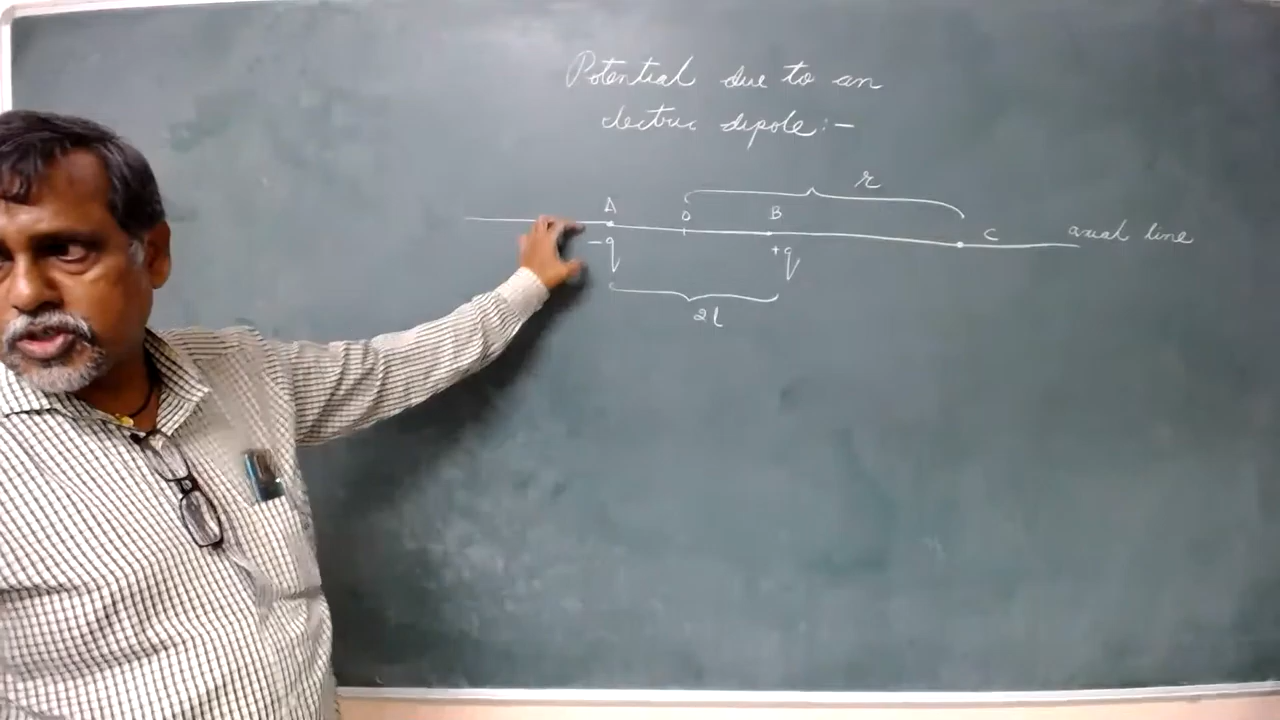 Potential due to an
electric dipole:-
r
A O B C axial line
-q +q
2l